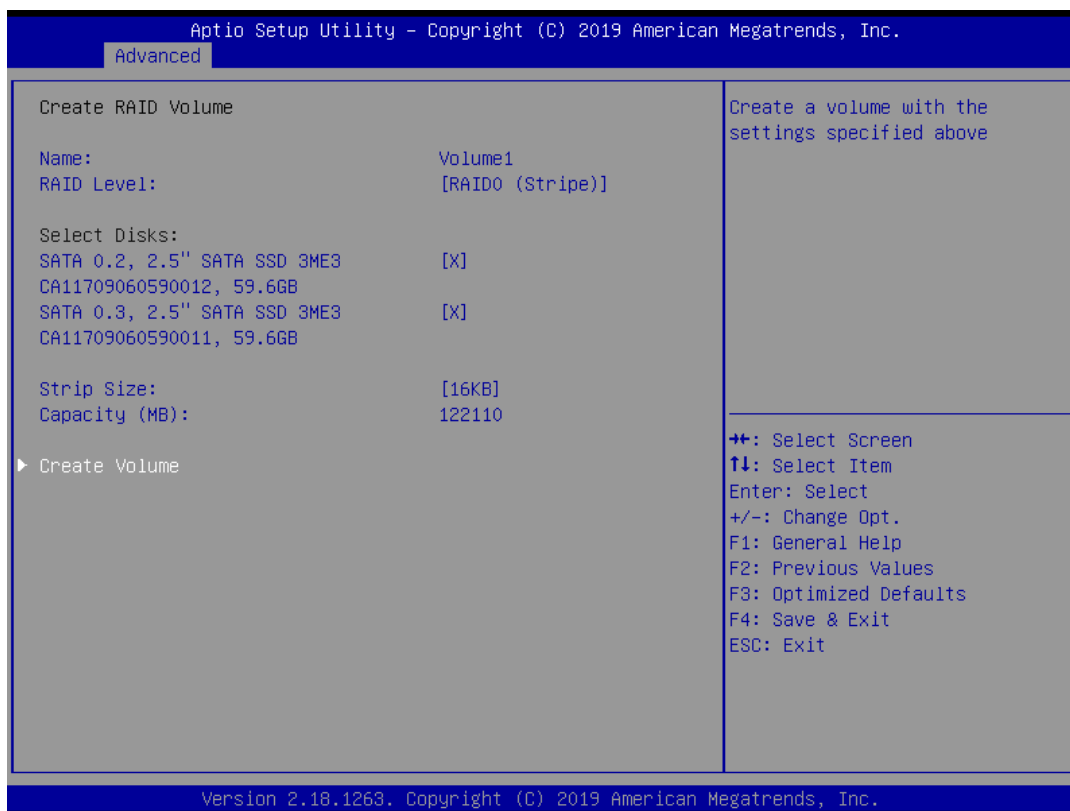 Aptio Setup Utility – Copyright (C) 2019 American Megatrends, Inc.
Advanced
Create RAID Volume
Name: Volume1
RAID Level: [RAID0 (Stripe)]
Select Disks:
SATA 0.2, 2.5" SATA SSD 3ME3 [X]
CA11709060590012, 59.6GB
SATA 0.3, 2.5" SATA SSD 3ME3 [X]
CA11709060590011, 59.6GB
Strip Size: [16KB]
Capacity (MB): 122110
Create Volume
Create a volume with the
settings specified above
→←: Select Screen
↑↓: Select Item
Enter: Select
+/-: Change Opt.
F1: General Help
F2: Previous Values
F3: Optimized Defaults
F4: Save & Exit
ESC: Exit
Version 2.18.1263. Copyright (C) 2019 American Megatrends, Inc.